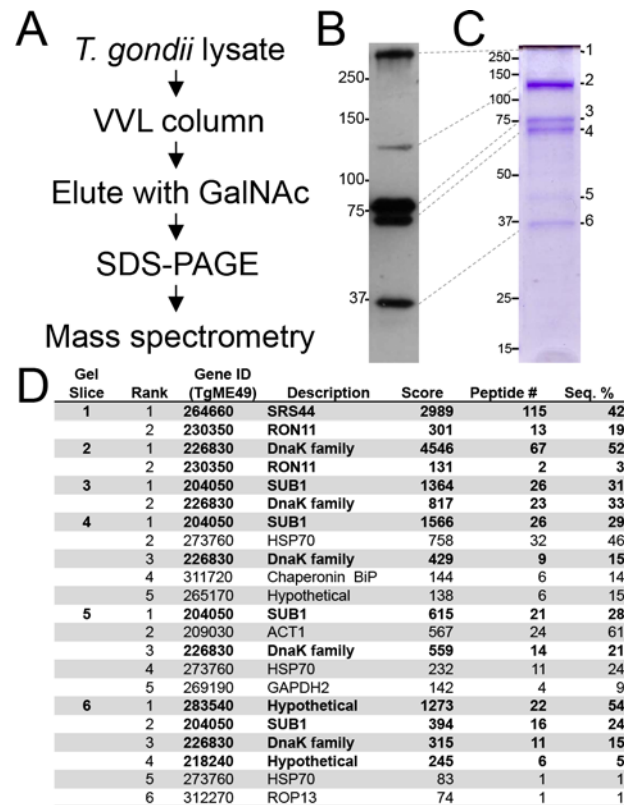 A
T. gondii lysate
VVL column
Elute with GalNAc
SDS-PAGE
Mass spectrometry
B
250-
150-
100-
75-
37-
C
250-
150-
100-
75-
50-
37-
25-
15-
-1
-2
-3
-4
-5
-6
D
Gel Slice Rank Gene ID (TgME49) Description Score Peptide # Seq. %
1 1 264660 SRS44 2989 115 42
2 230350 RON11 301 13 19
2 1 226830 DnaK family 4546 67 52
2 230350 RON11 131 2 3
3 1 204050 SUB1 1364 26 31
2 226830 DnaK family 817 23 33
4 1 204050 SUB1 1566 26 29
2 273760 HSP70 758 32 46
3 226830 DnaK family 429 9 15
4 311720 Chaperonin BiP 144 6 14
5 265170 Hypothetical 138 6 15
5 1 204050 SUB1 615 21 28
2 209030 ACT1 567 24 61
3 226830 DnaK family 559 14 21
4 273760 HSP70 232 11 24
5 269190 GAPDH2 142 4 9
6 1 283540 Hypothetical 1273 22 54
2 204050 SUB1 394 16 24
3 226830 DnaK family 315 11 15
4 218240 Hypothetical 245 6 5
5 273760 HSP70 83 1 1
6 312270 ROP13 74 1 1